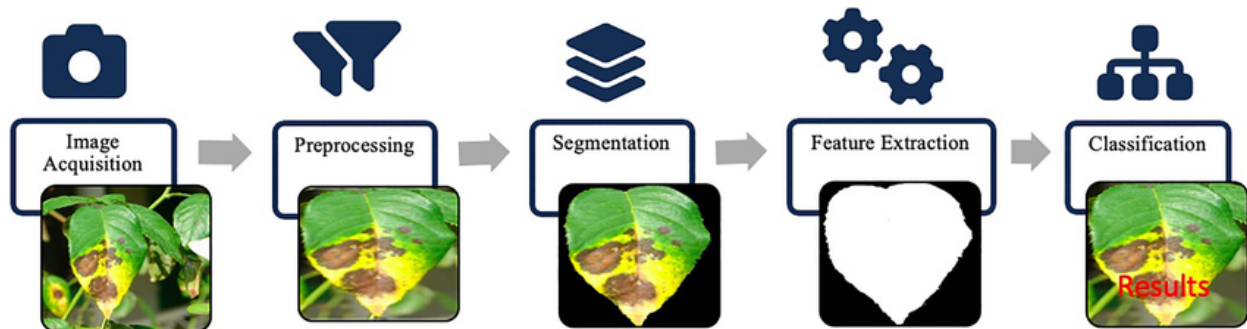 Image
Acquisition
Preprocessing
Segmentation
Feature Extraction
Classification
Results